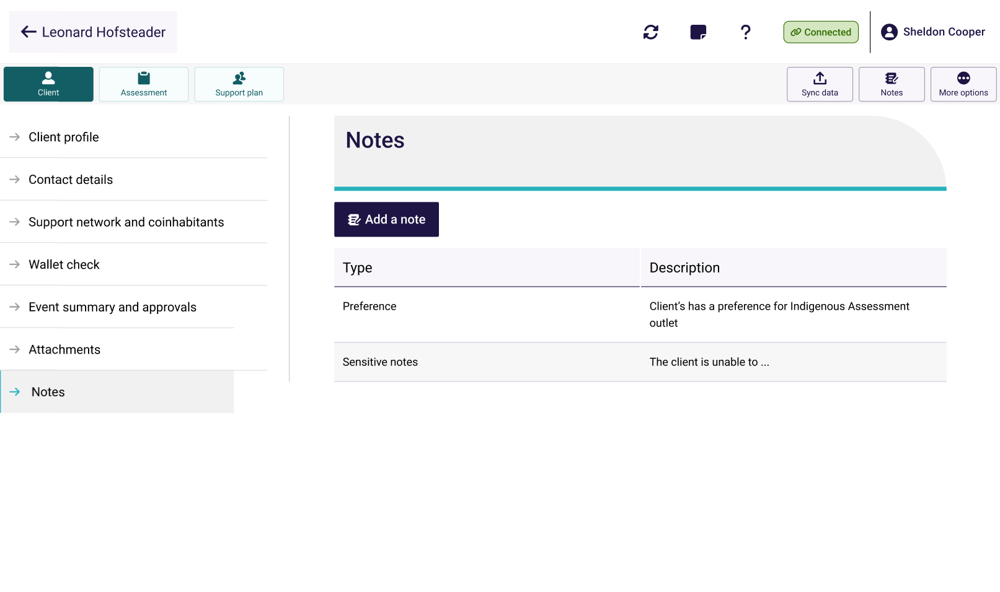 Leonard Hofsteader
Connected
Sheldon Cooper
Client
Assessment
Support plan
Sync data
Notes
More options
Client profile
Contact details
Support network and coinhabitants
Wallet check
Event summary and approvals
Attachments
Notes
Notes
Add a note
Type
Description
Preference
Client’s has a preference for Indigenous Assessment
outlet
Sensitive notes
The client is unable to ...